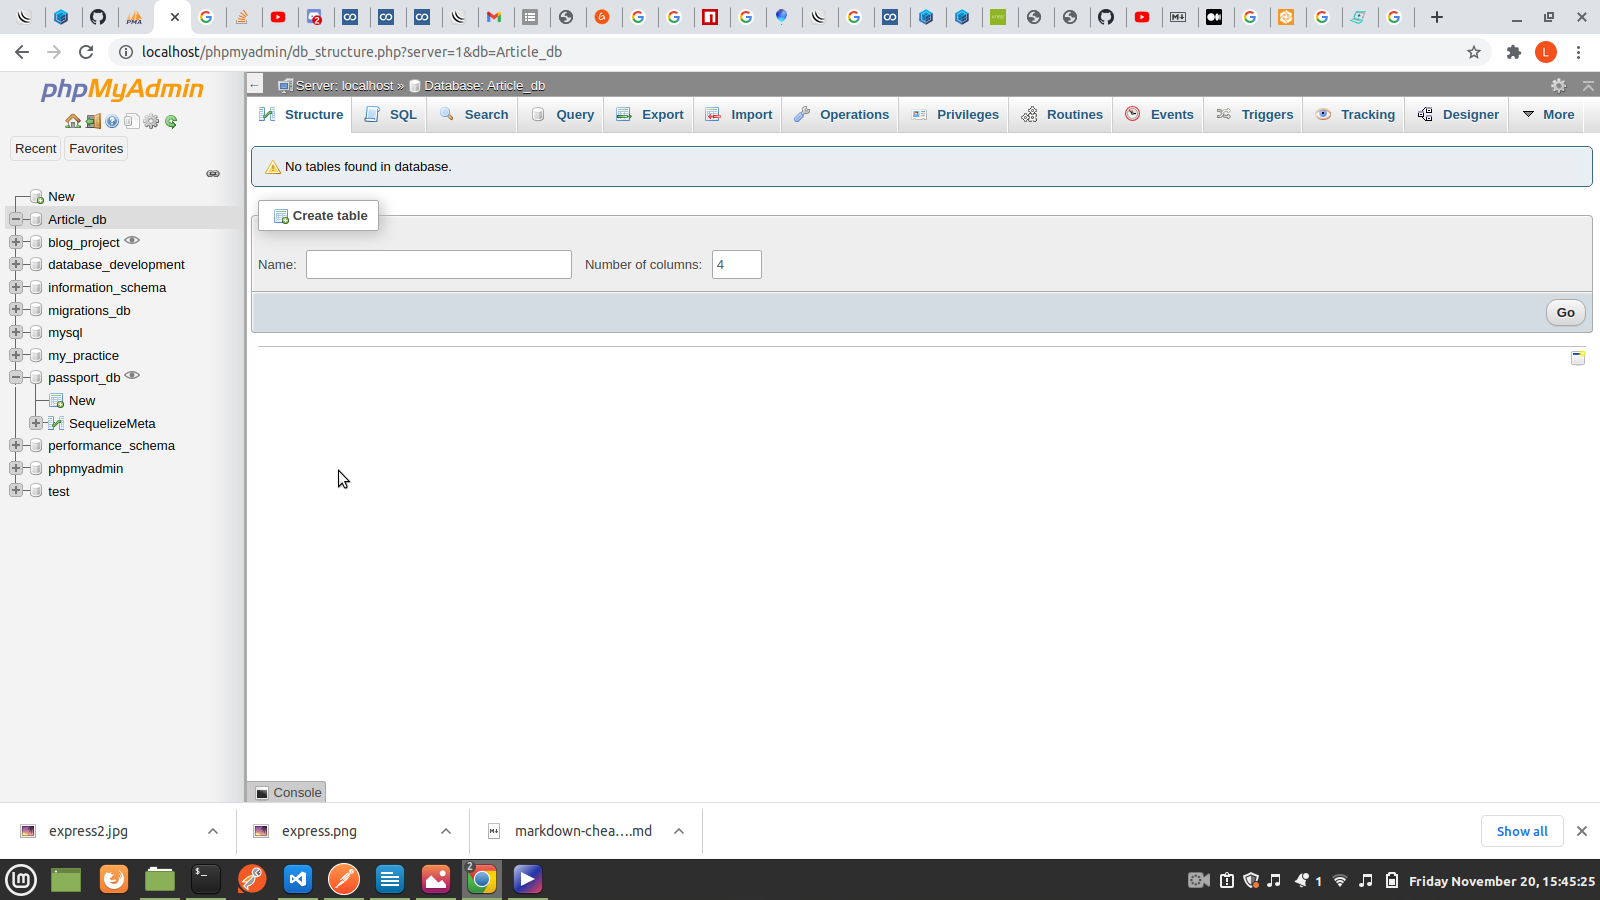 localhost/phpmyadmin/db_structure.php?server=1&db=Article_db
L
phpMyAdmin
Recent
Favorites
New
Article_db
blog_project
database_development
information_schema
migrations_db
mysql
my_practice
passport_db
New
SequelizeMeta
performance_schema
phpmyadmin
test
Server: localhost » Database: Article_db
Structure
SQL
Search
Query
Export
Import
Operations
Privileges
Routines
Events
Triggers
Tracking
Designer
More
No tables found in database.
Create table
Name:
Number of columns: 4
Go
Console
express2.jpg
express.png
markdown-chea....md
Show all
2
1
Friday November 20, 15:45:25